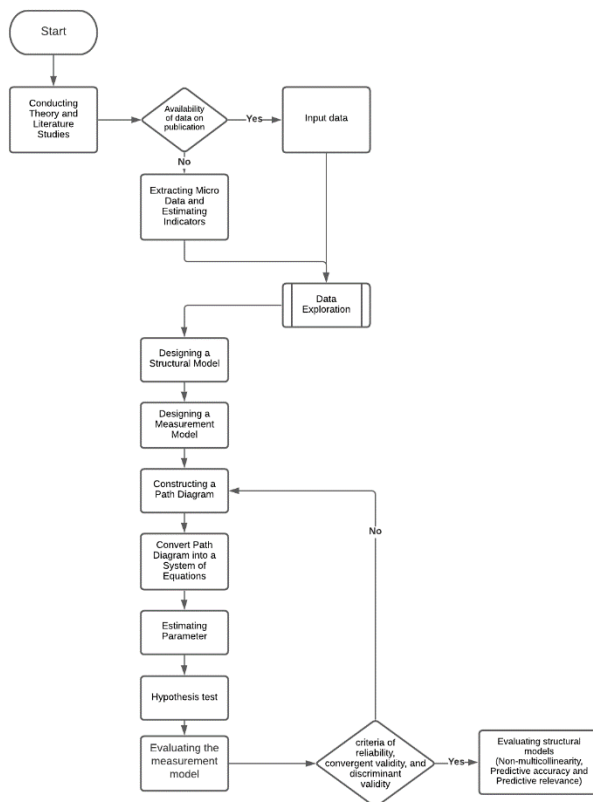 Start
Conducting
Theory and
Literature
Studies
Availability
of data on
publication
Yes
Input data
No
Extracting Micro
Data and
Estimating
Indicators
Data
Exploration
Designing a
Structural Model
Designing a
Measurement
Model
Constructing a
Path Diagram
No
Convert Path
Diagram into a
System of
Equations
Estimating
Parameter
Hypothesis test
Evaluating the
measurement
model
criteria of
reliability,
convergent validity, and
discriminant
validity
Yes
Evaluating structural
models
(Non-multicollinearity,
Predictive accuracy and
Predictive relevance)